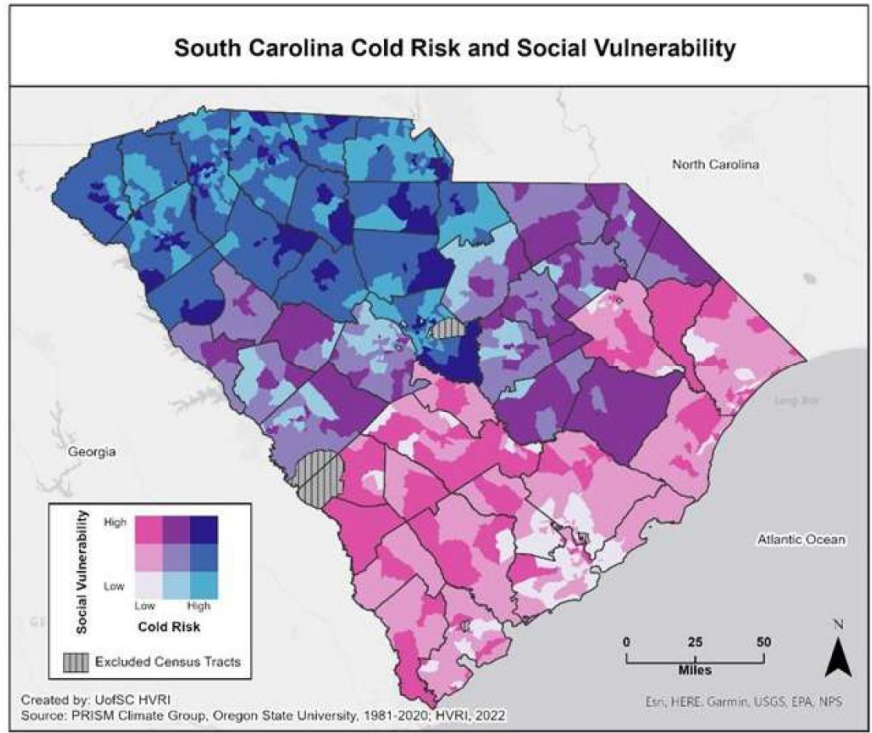 South Carolina Cold Risk and Social Vulnerability
North Carolina
Long Bay
Georgia
Atlantic Ocean
Social Vulnerability
High
Low
Low High
Cold Risk
Excluded Census Tracts
N
0 25 50
Miles
Created by: UofSC HVRI
Source: PRISM Climate Group, Oregon State University, 1981-2020; HVRI, 2022
Esri, HERE. Garmin, USGS, EPA, NPS